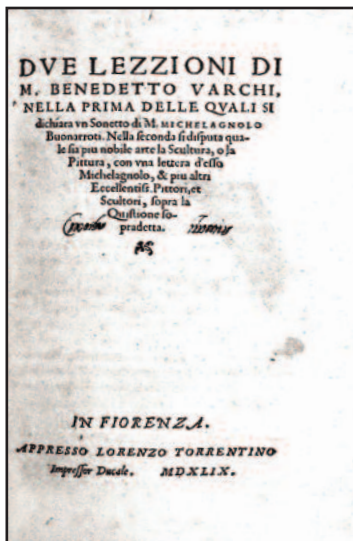 DVE LEZZIONI DI
M. BENEDETTO VARCHI,
NELLA PRIMA DELLE QVALI SI
dichiara vn Sonetto di M. MICHELAGNOLO
Buonarroti. Nella seconda si disputa qua-
le sia piu nobile arte la Scultura, o la
Pittura, con vna lettera d'esso
Michelagnolo, & piu altri
Eccellentiss. Pittori, et
Scultori, sopra la
Quistione so-
pradetta.
IN FIORENZA.
APPRESSO LORENZO TORRENTINO
Impressor Ducale. MDXLIX.